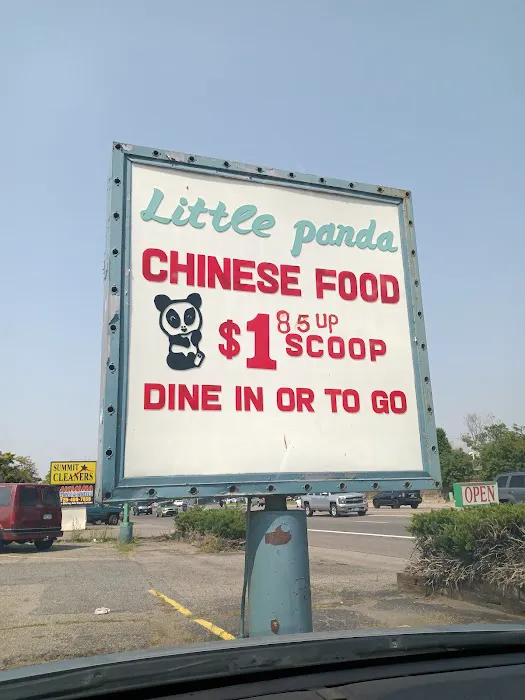 Little panda
CHINESE FOOD
$1 85 UP
SCOOP
DINE IN OR TO GO
SUMMIT
CLEANERS
OPEN